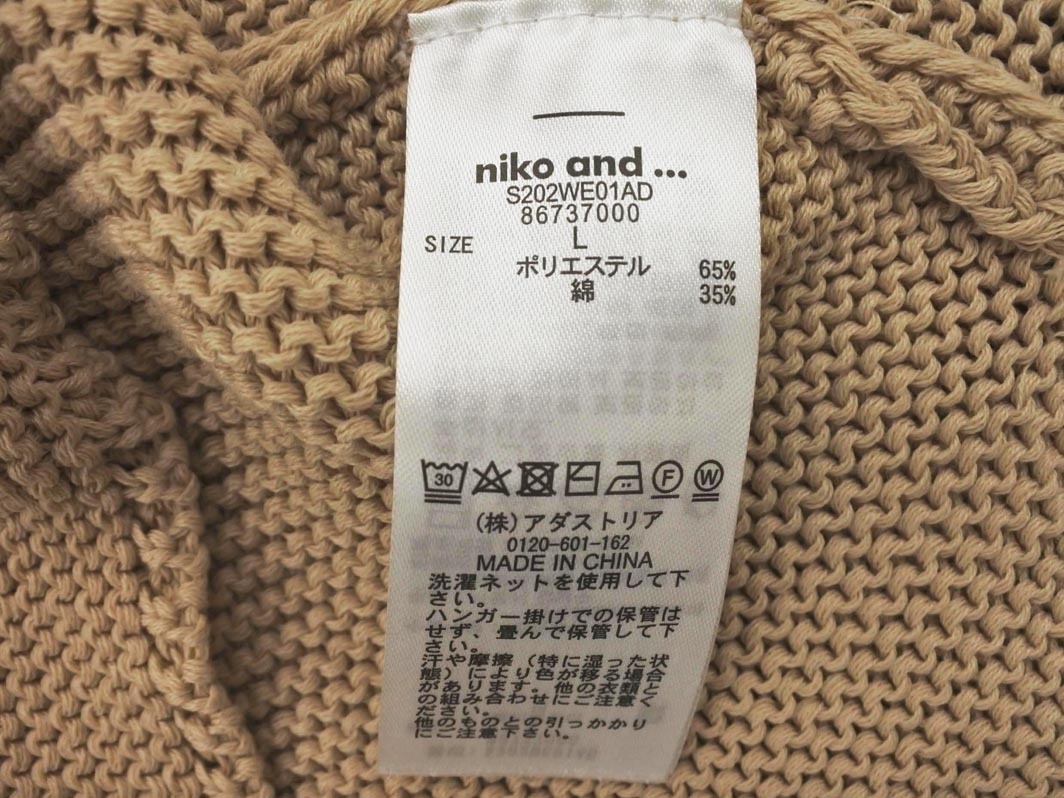 niko and ...
S202WE01AD
86737000
SIZE L
ポリエステル 65%
綿 35%
30 F W
(株)アダストリア
0120-601-162
MADE IN CHINA
洗濯ネットを使用して下
さい。
ハンガー掛けでの保管は
せず、畳んで保管して下
さい。
汗や摩擦(特に湿った状
態)により色が移る場合
があります。他の衣類と
の組み合わせにご注意く
ださい。
他のものとの引っかかり
にご注意下さい。